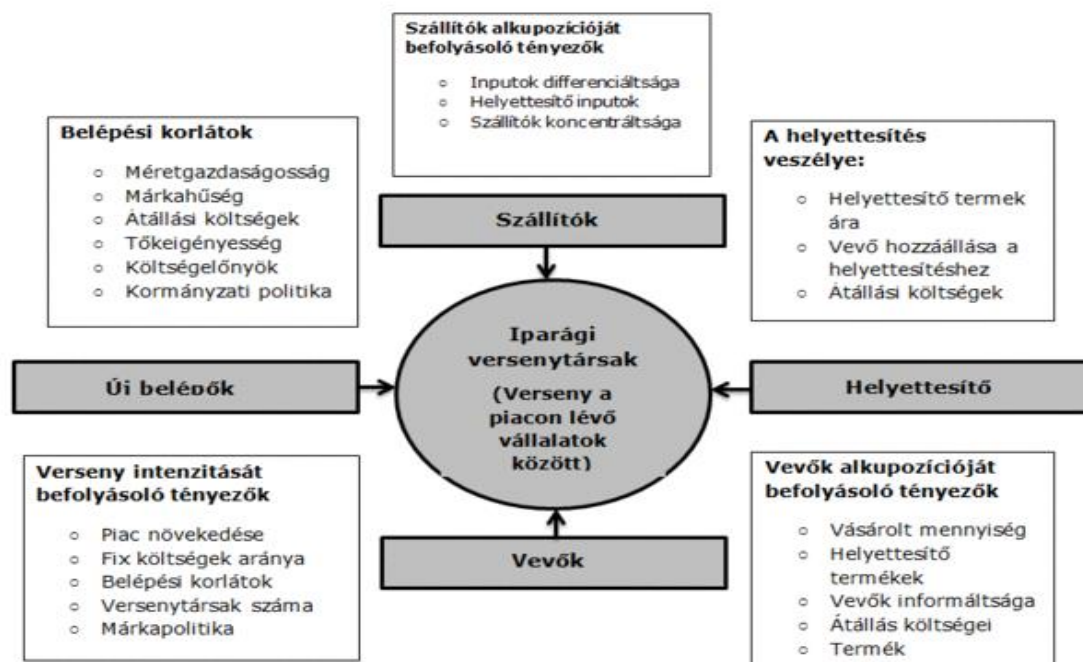 Szállítók alkupozícióját
befolyásoló tényezők
Inputok differenciáltsága
Helyettesítő inputok
Szállítók koncentráltsága
Belépési korlátok
Méretgazdaságosság
Márkahűség
Átállási költségek
Tőkeigényesség
Költségelőnyök
Kormányzati politika
A helyettesítés
veszélye:
Helyettesítő termek
ára
Vevő hozzáállása a
helyettesítéshez
Átállási költségek
Szállítók
Új belépők
Iparági
versenytársak
(Verseny a
piacon lévő
vállalatok
között)
Helyettesítő
Verseny intenzitását
befolyásoló tényezők
Piac növekedése
Fix költségek aránya
Belépési korlátok
Versenytársak száma
Márkapolitika
Vevők
Vevők alkupozícióját
befolyásoló tényezők
Vásárolt mennyiség
Helyettesítő
termékek
Vevők informáltsága
Átállás költségei
Termék